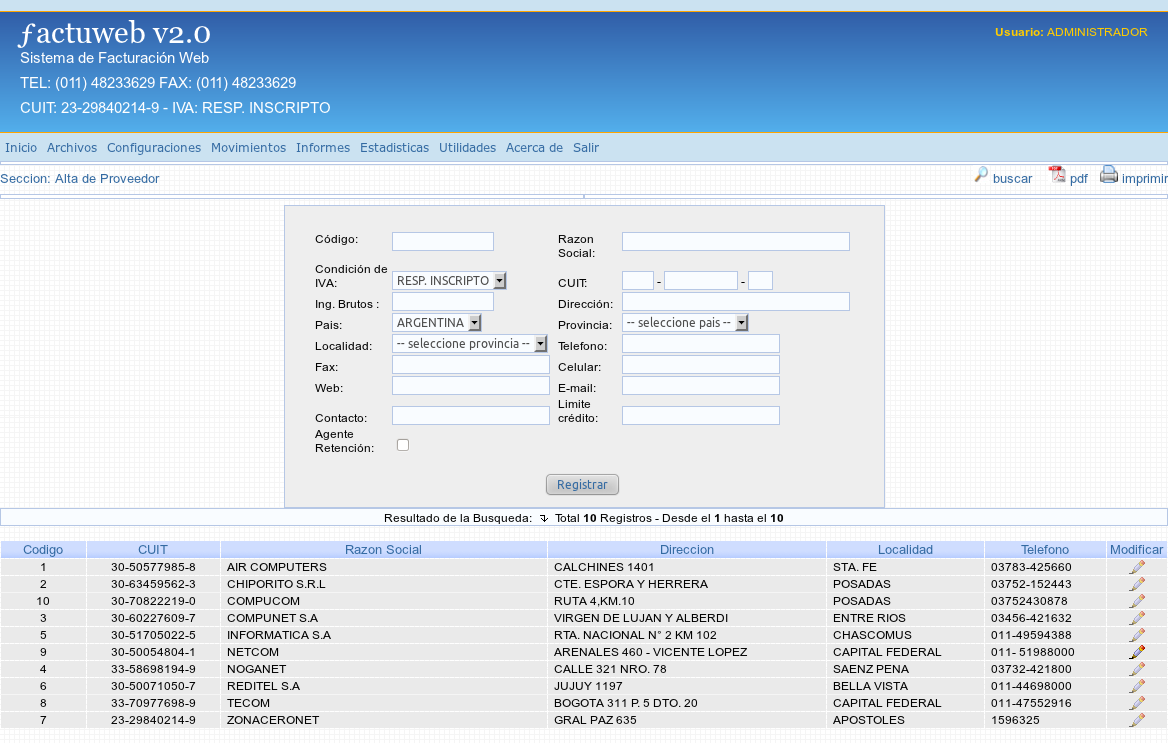 factuweb v2.0
Usuario: ADMINISTRADOR
Sistema de Facturación Web
TEL: (011) 48233629 FAX: (011) 48233629
CUIT: 23-29840214-9 - IVA: RESP. INSCRIPTO
Inicio Archivos Configuraciones Movimientos Informes Estadisticas Utilidades Acerca de Salir
Seccion: Alta de Proveedor buscar pdf imprimir
Código: Razon Social:
Condición de IVA: RESP. INSCRIPTO CUIT: - -
Ing. Brutos : Dirección:
Pais: ARGENTINA Provincia: -- seleccione pais --
Localidad: -- seleccione provincia -- Telefono:
Fax: Celular:
Web: E-mail:
Contacto: Limite crédito:
Agente Retención:
Registrar
Resultado de la Busqueda: Total 10 Registros - Desde el 1 hasta el 10
Codigo CUIT Razon Social Direccion Localidad Telefono Modificar
1 30-50577985-8 AIR COMPUTERS CALCHINES 1401 STA. FE 03783-425660
2 30-63459562-3 CHIPORITO S.R.L CTE. ESPORA Y HERRERA POSADAS 03752-152443
10 30-70822219-0 COMPUCOM RUTA 4,KM.10 POSADAS 03752430878
3 30-60227609-7 COMPUNET S.A VIRGEN DE LUJAN Y ALBERDI ENTRE RIOS 03456-421632
5 30-51705022-5 INFORMATICA S.A RTA. NACIONAL N° 2 KM 102 CHASCOMUS 011-49594388
9 30-50054804-1 NETCOM ARENALES 460 - VICENTE LOPEZ CAPITAL FEDERAL 011- 51988000
4 33-58698194-9 NOGANET CALLE 321 NRO. 78 SAENZ PENA 03732-421800
6 30-50071050-7 REDITEL S.A JUJUY 1197 BELLA VISTA 011-44698000
8 33-70977698-9 TECOM BOGOTA 311 P. 5 DTO. 20 CAPITAL FEDERAL 011-47552916
7 23-29840214-9 ZONACERONET GRAL PAZ 635 APOSTOLES 1596325